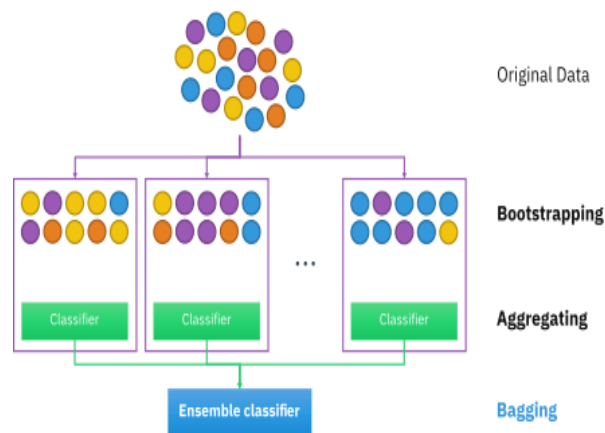 Original Data
Bootstrapping
...
Classifier Classifier Classifier
Aggregating
Ensemble classifier
Bagging